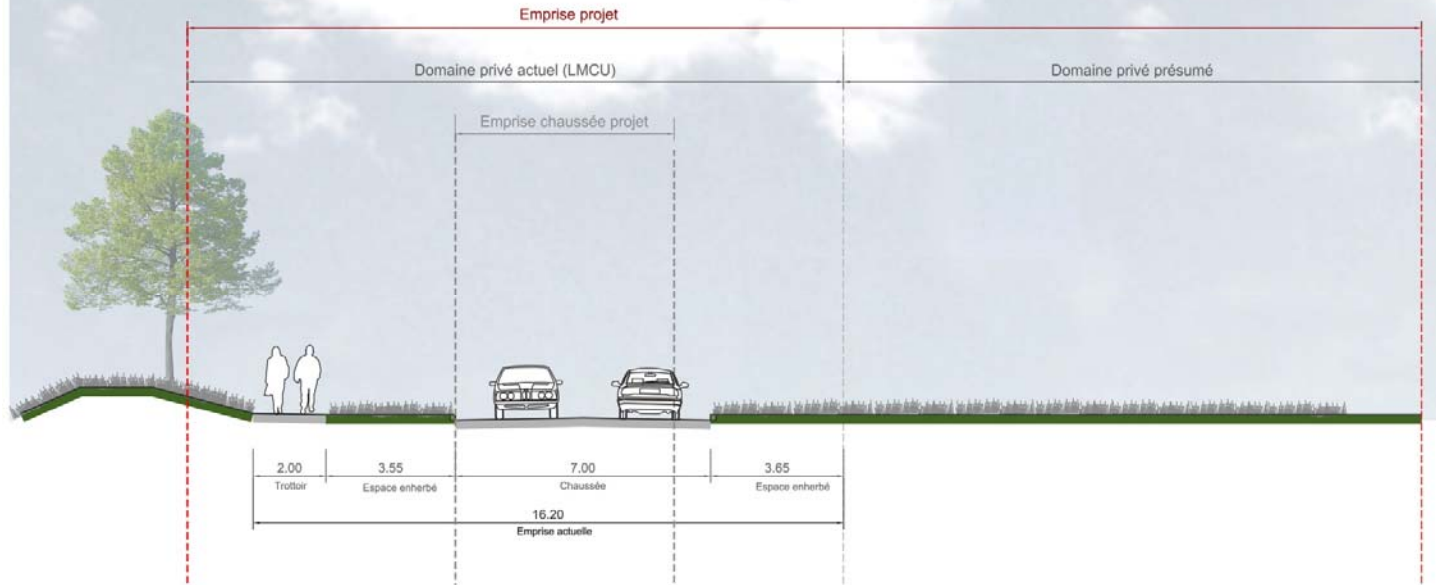 Emprise projet
Domaine privé actuel (LMCU)
Domaine privé présumé
Emprise chaussée projet
2.00
3.55
7.00
3.65
Trottoir
Espace enherbé
Chaussée
Espace enherbé
16.20
Emprise actuelle